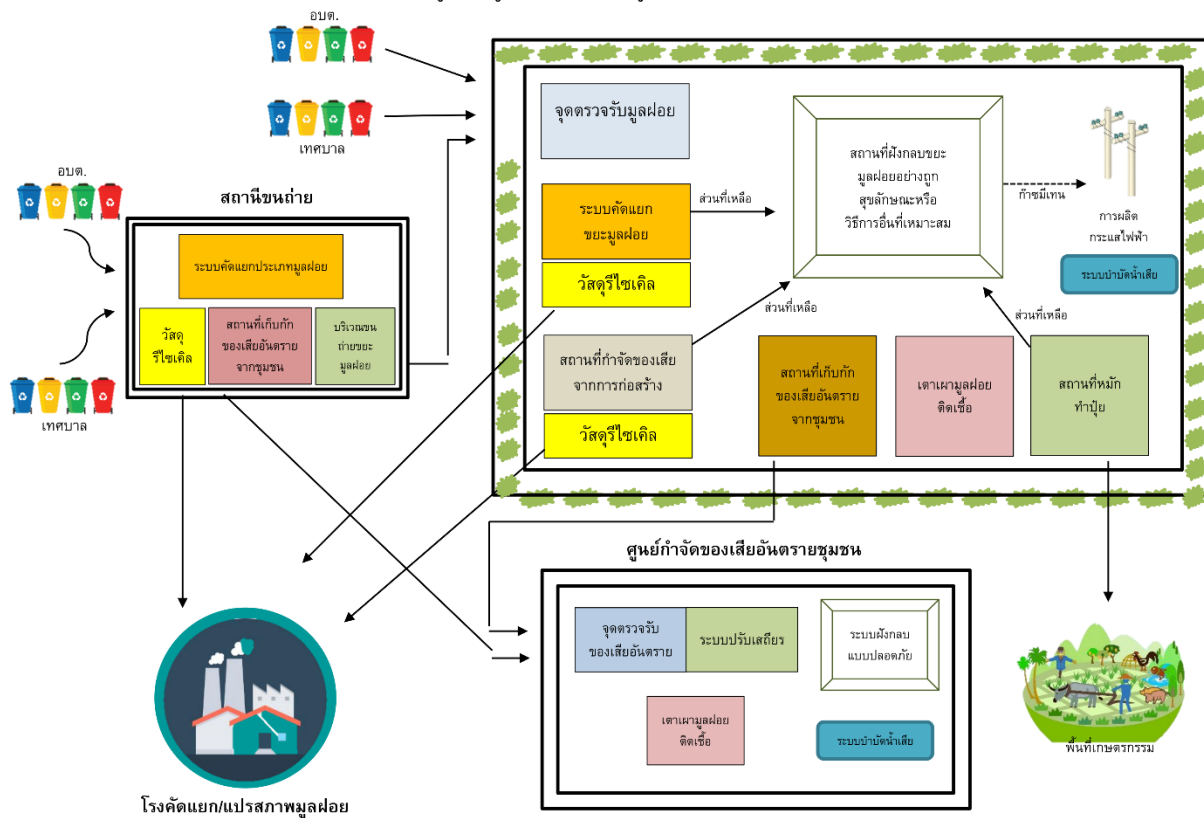 อบต.
เทศบาล
อบต.
เทศบาล
สถานีขนถ่าย
ระบบคัดแยกประเภทมูลฝอย
วัสดุ
รีไซเคิล
สถานที่เก็บกัก
ของเสียอันตราย
จากชุมชน
บริเวณขน
ถ่ายขยะ
มูลฝอย
จุดตรวจรับมูลฝอย
ระบบคัดแยก
ขยะมูลฝอย
วัสดุรีไซเคิล
ส่วนที่เหลือ
สถานที่ฝังกลบขยะ
มูลฝอยอย่างถูก
สุขลักษณะหรือ
วิธีการอื่นที่เหมาะสม
ก๊าซมีเทน
การผลิต
กระแสไฟฟ้า
ระบบบำบัดน้ำเสีย
ส่วนที่เหลือ
ส่วนที่เหลือ
สถานที่กำจัดของเสีย
จากการก่อสร้าง
วัสดุรีไซเคิล
สถานที่เก็บกัก
ของเสียอันตราย
จากชุมชน
เตาเผามูลฝอย
ติดเชื้อ
สถานที่หมัก
ทำปุ๋ย
ศูนย์กำจัดของเสียอันตรายชุมชน
จุดตรวจรับ
ของเสียอันตราย
ระบบปรับเสถียร
ระบบฝังกลบ
แบบปลอดภัย
เตาเผามูลฝอย
ติดเชื้อ
ระบบบำบัดน้ำเสีย
พื้นที่เกษตรกรรม
โรงคัดแยก/แปรสภาพมูลฝอย